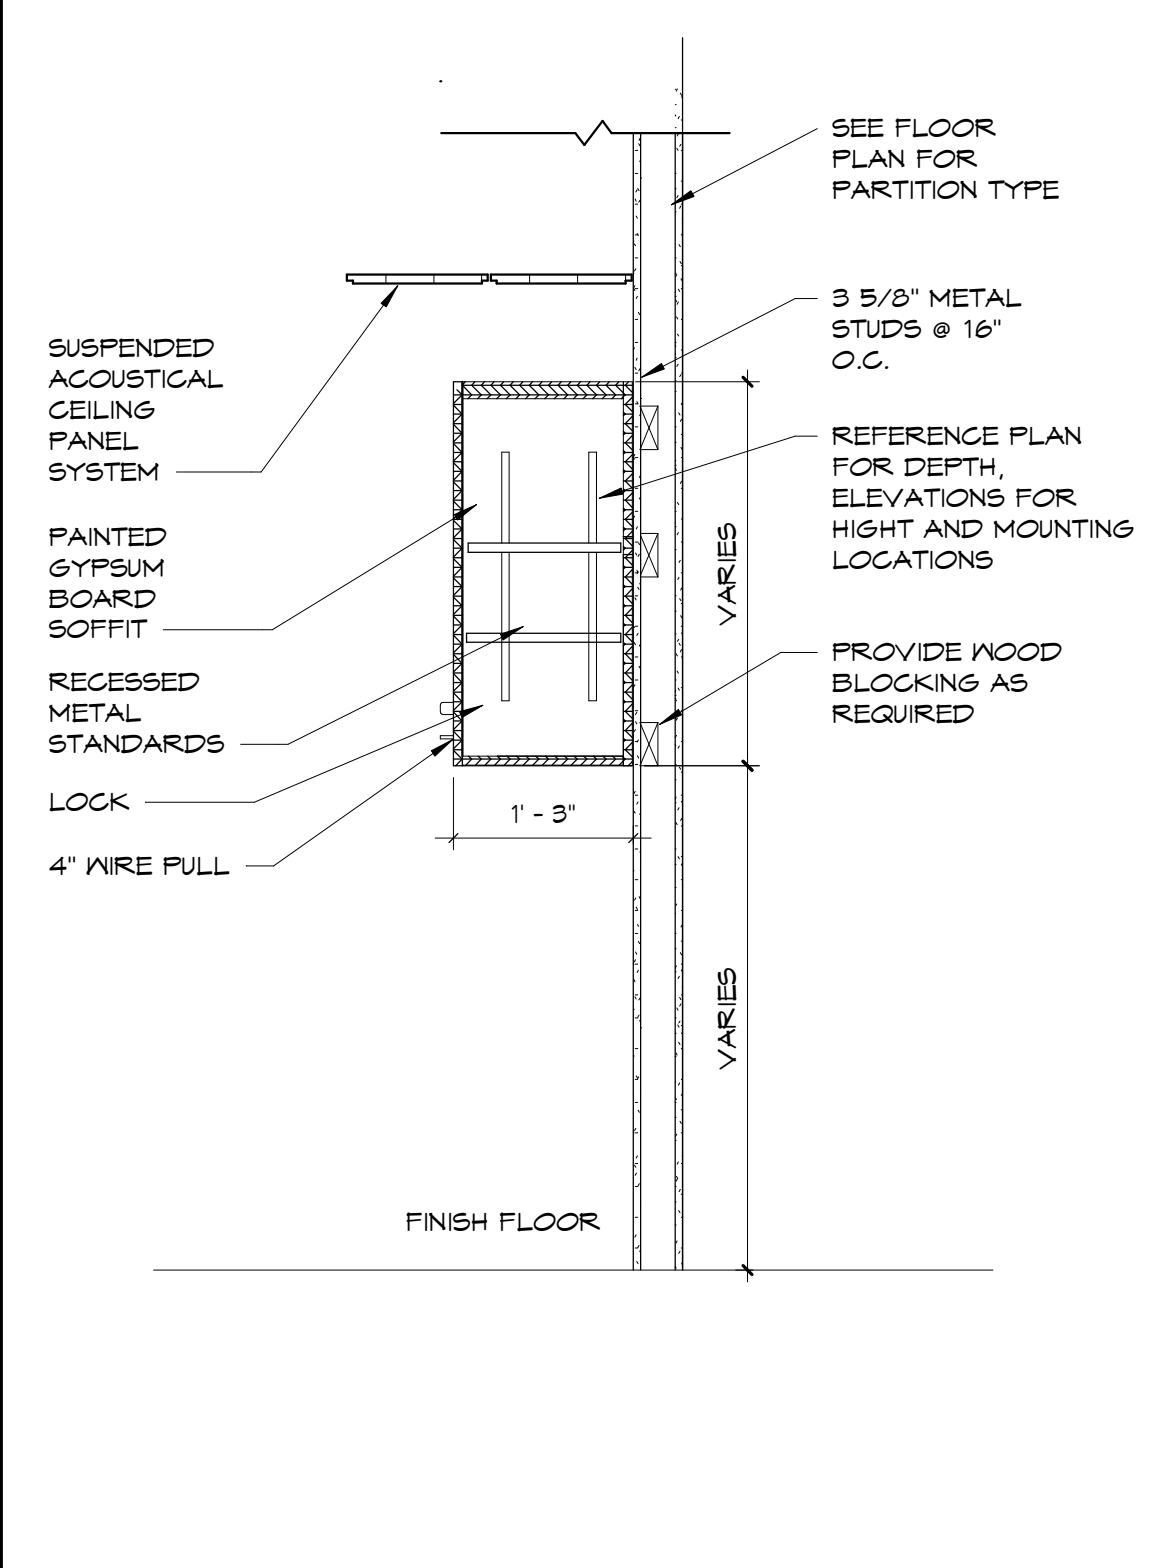 SEE FLOOR
PLAN FOR
PARTITION TYPE
3 5/8" METAL
STUDS @ 16"
O.C.
SUSPENDED
ACOUSTICAL
CEILING
PANEL
SYSTEM
REFERENCE PLAN
FOR DEPTH,
ELEVATIONS FOR
HIGHT AND MOUNTING
LOCATIONS
PAINTED
GYPSUM
BOARD
SOFFIT
VARIES
PROVIDE WOOD
BLOCKING AS
REQUIRED
RECESSED
METAL
STANDARDS
LOCK
1' - 3"
4" WIRE PULL
VARIES
FINISH FLOOR